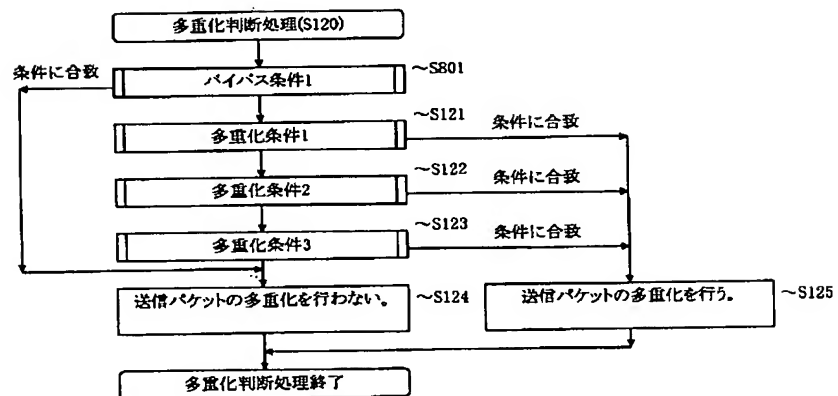 多重化判断処理(S120)
条件に合致
バイパス条件1
～S801
多重化条件1
～S121
条件に合致
多重化条件2
～S122
条件に合致
多重化条件3
～S123
条件に合致
送信パケットの多重化を行わない。
～S124
送信パケットの多重化を行う。
～S125
多重化判断処理終了